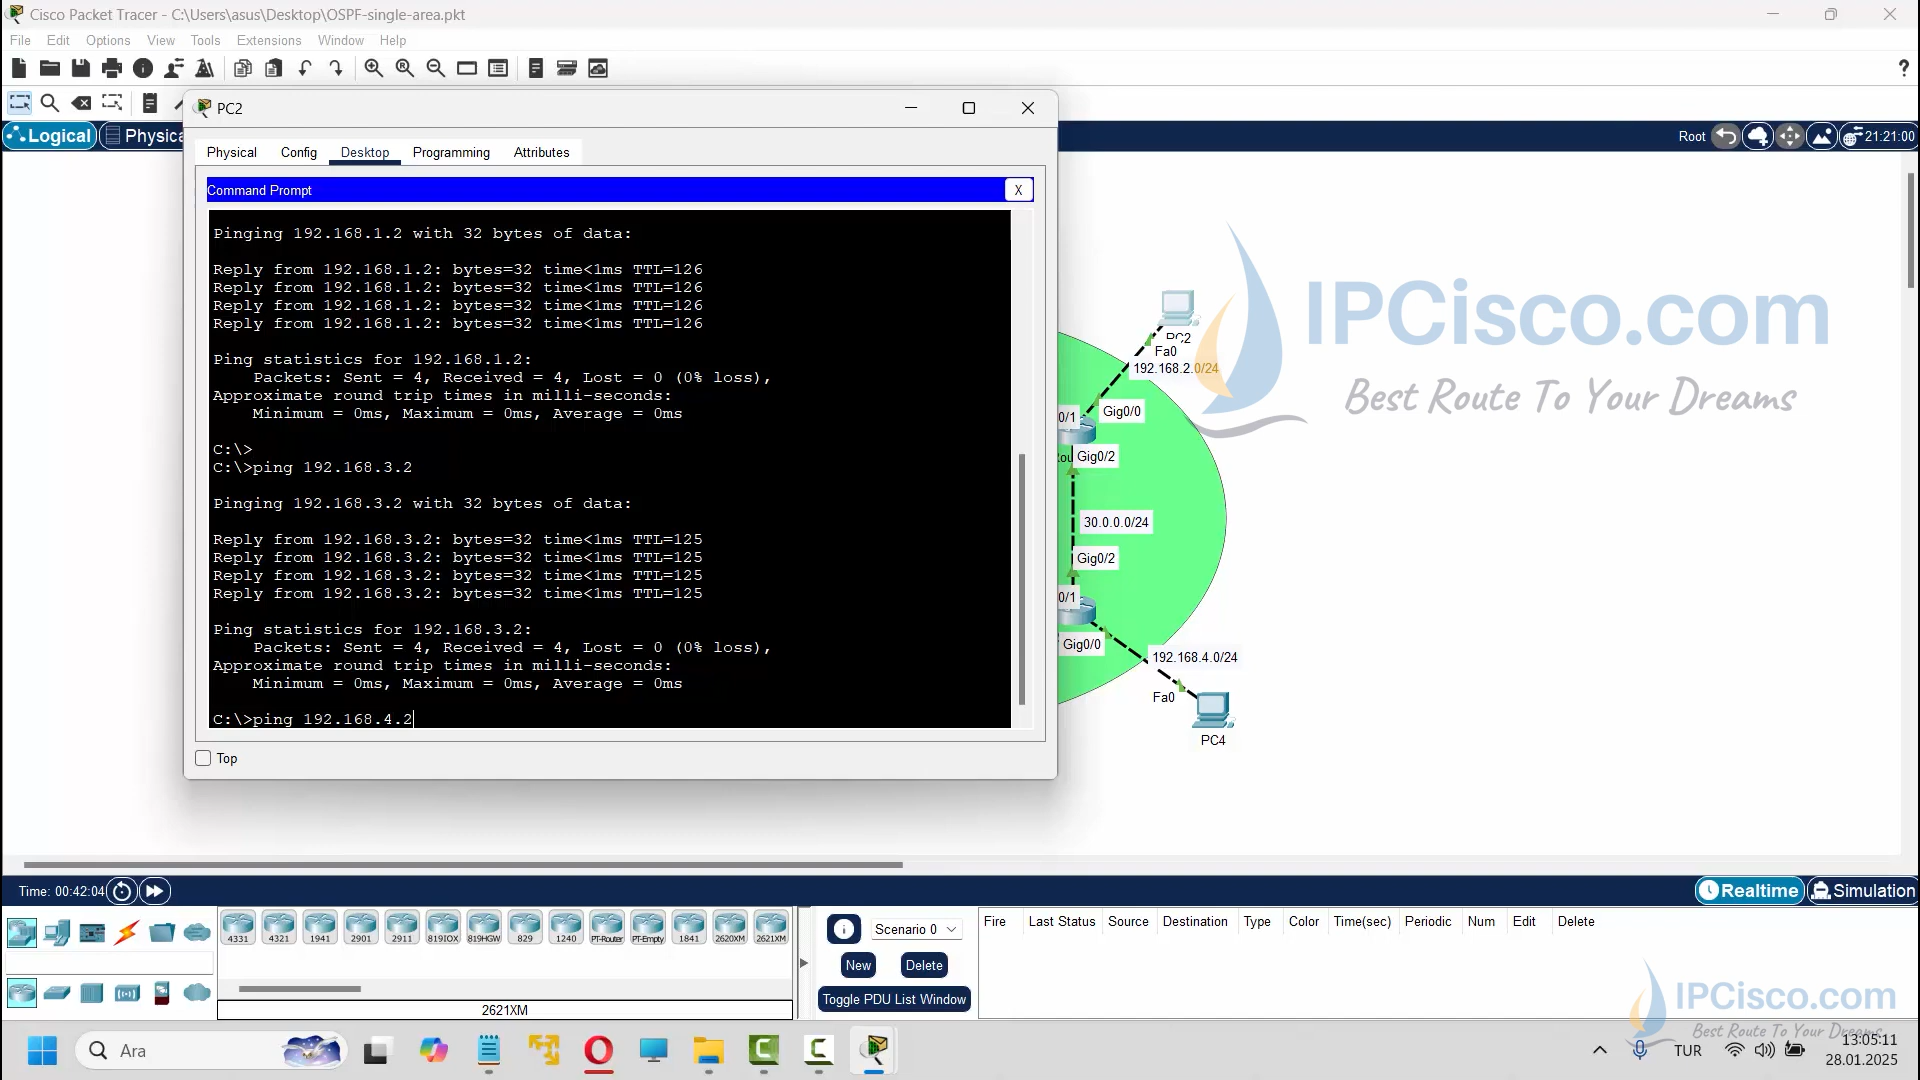 Cisco Packet Tracer - C:\Users\asus\Desktop\OSPF-single-area.pkt
File Edit Options View Tools Extensions Window Help
?
Logical Physica Root 21:21:00
PC2
Physical Config Desktop Programming Attributes
Command Prompt X
Pinging 192.168.1.2 with 32 bytes of data:
Reply from 192.168.1.2: bytes=32 time<1ms TTL=126
Reply from 192.168.1.2: bytes=32 time<1ms TTL=126
Reply from 192.168.1.2: bytes=32 time<1ms TTL=126
Reply from 192.168.1.2: bytes=32 time<1ms TTL=126
Ping statistics for 192.168.1.2:
Packets: Sent = 4, Received = 4, Lost = 0 (0% loss),
Approximate round trip times in milli-seconds:
Minimum = 0ms, Maximum = 0ms, Average = 0ms
C:\>
C:\>ping 192.168.3.2
Pinging 192.168.3.2 with 32 bytes of data:
Reply from 192.168.3.2: bytes=32 time<1ms TTL=125
Reply from 192.168.3.2: bytes=32 time<1ms TTL=125
Reply from 192.168.3.2: bytes=32 time<1ms TTL=125
Reply from 192.168.3.2: bytes=32 time<1ms TTL=125
Ping statistics for 192.168.3.2:
Packets: Sent = 4, Received = 4, Lost = 0 (0% loss),
Approximate round trip times in milli-seconds:
Minimum = 0ms, Maximum = 0ms, Average = 0ms
C:\>ping 192.168.4.2
Top
IPCisco.com
Best Route To Your Dreams
PC2
Fa0
192.168.2.0/24
Gig0/0
0/1
Gig0/2
30.0.0.0/24
Gig0/2
0/1
Gig0/0
192.168.4.0/24
Fa0
PC4
Time: 00:42:04 Realtime Simulation
4331 4321 1941 2901 2911 819IOX 819HGW 829 1240 PT-Router PT-Empty 1841 2620XM 2621XM
2621XM
Scenario 0
New Delete
Toggle PDU List Window
Fire Last Status Source Destination Type Color Time(sec) Periodic Num Edit Delete
IPCisco.com
Best Route To Your Dreams
Ara
TUR
13:05:11
28.01.2025